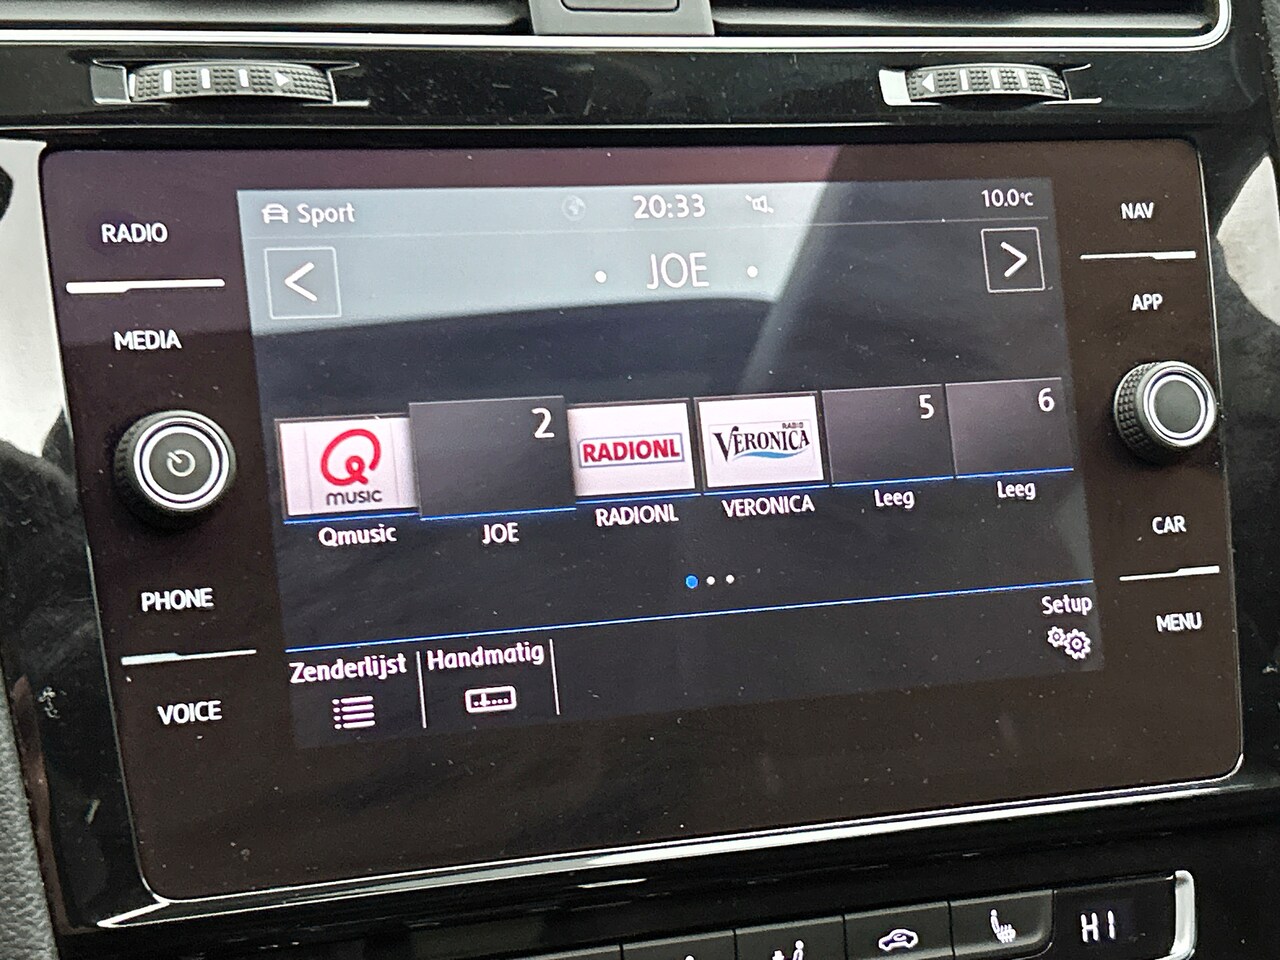 RADIO
MEDIA
PHONE
VOICE
Sport 20:33 10.0°C
JOE
2 5 6
Q MUSIC
RADIONL
RADIO VERONICA
Qmusic JOE RADIONL VERONICA Leeg Leeg
Zenderlijst Handmatig Setup
NAV
APP
CAR
MENU
HI